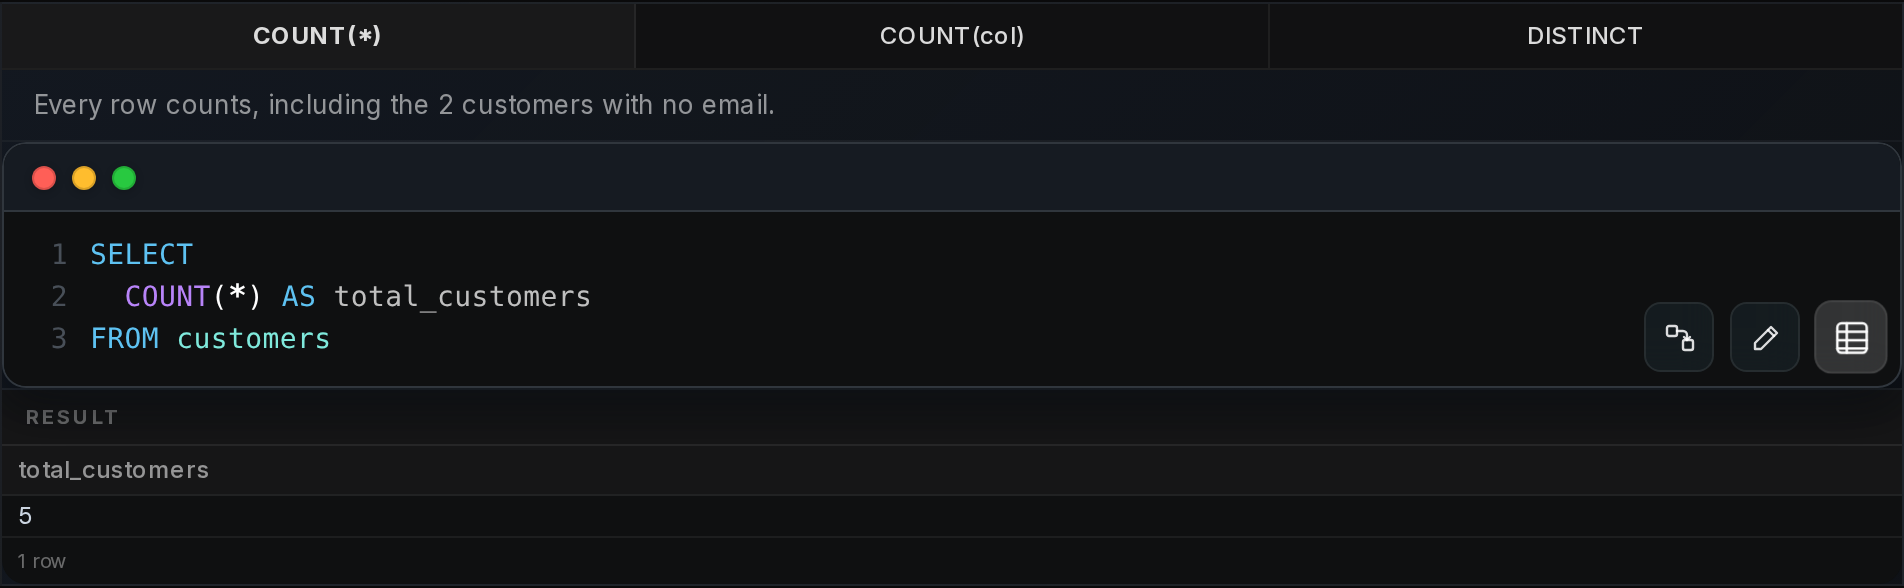 COUNT(*)
COUNT(col)
DISTINCT
Every row counts, including the 2 customers with no email.
1 SELECT
2   COUNT(*) AS total_customers
3 FROM customers
RESULT
total_customers
5
1 row